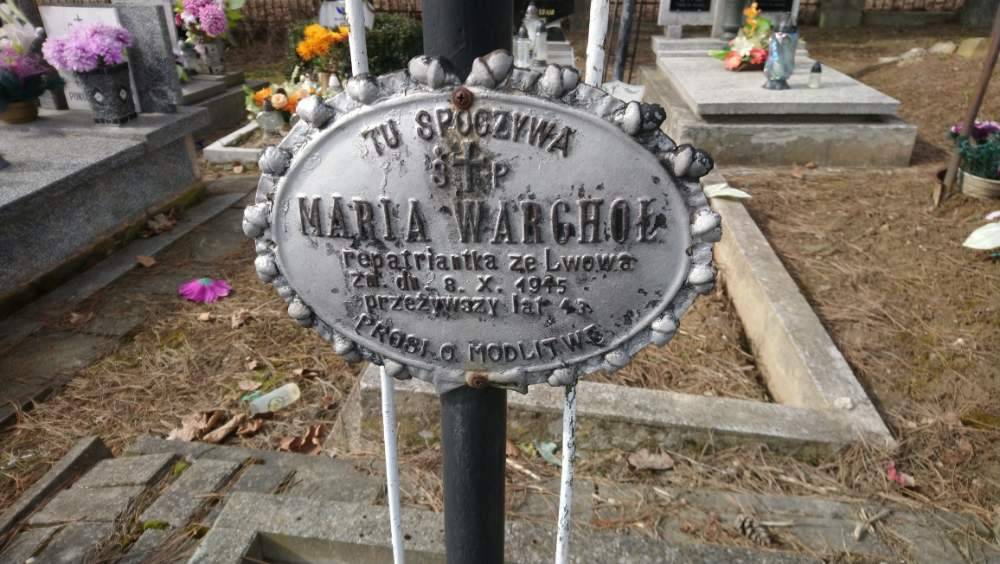 TU SPOCZYWA
Ś P
MARIA WARCHOŁ
repatriantka ze Lwowa
zm. dn. 8. X. 1945
przeżywszy lat
PROSI O MODLITWĘ